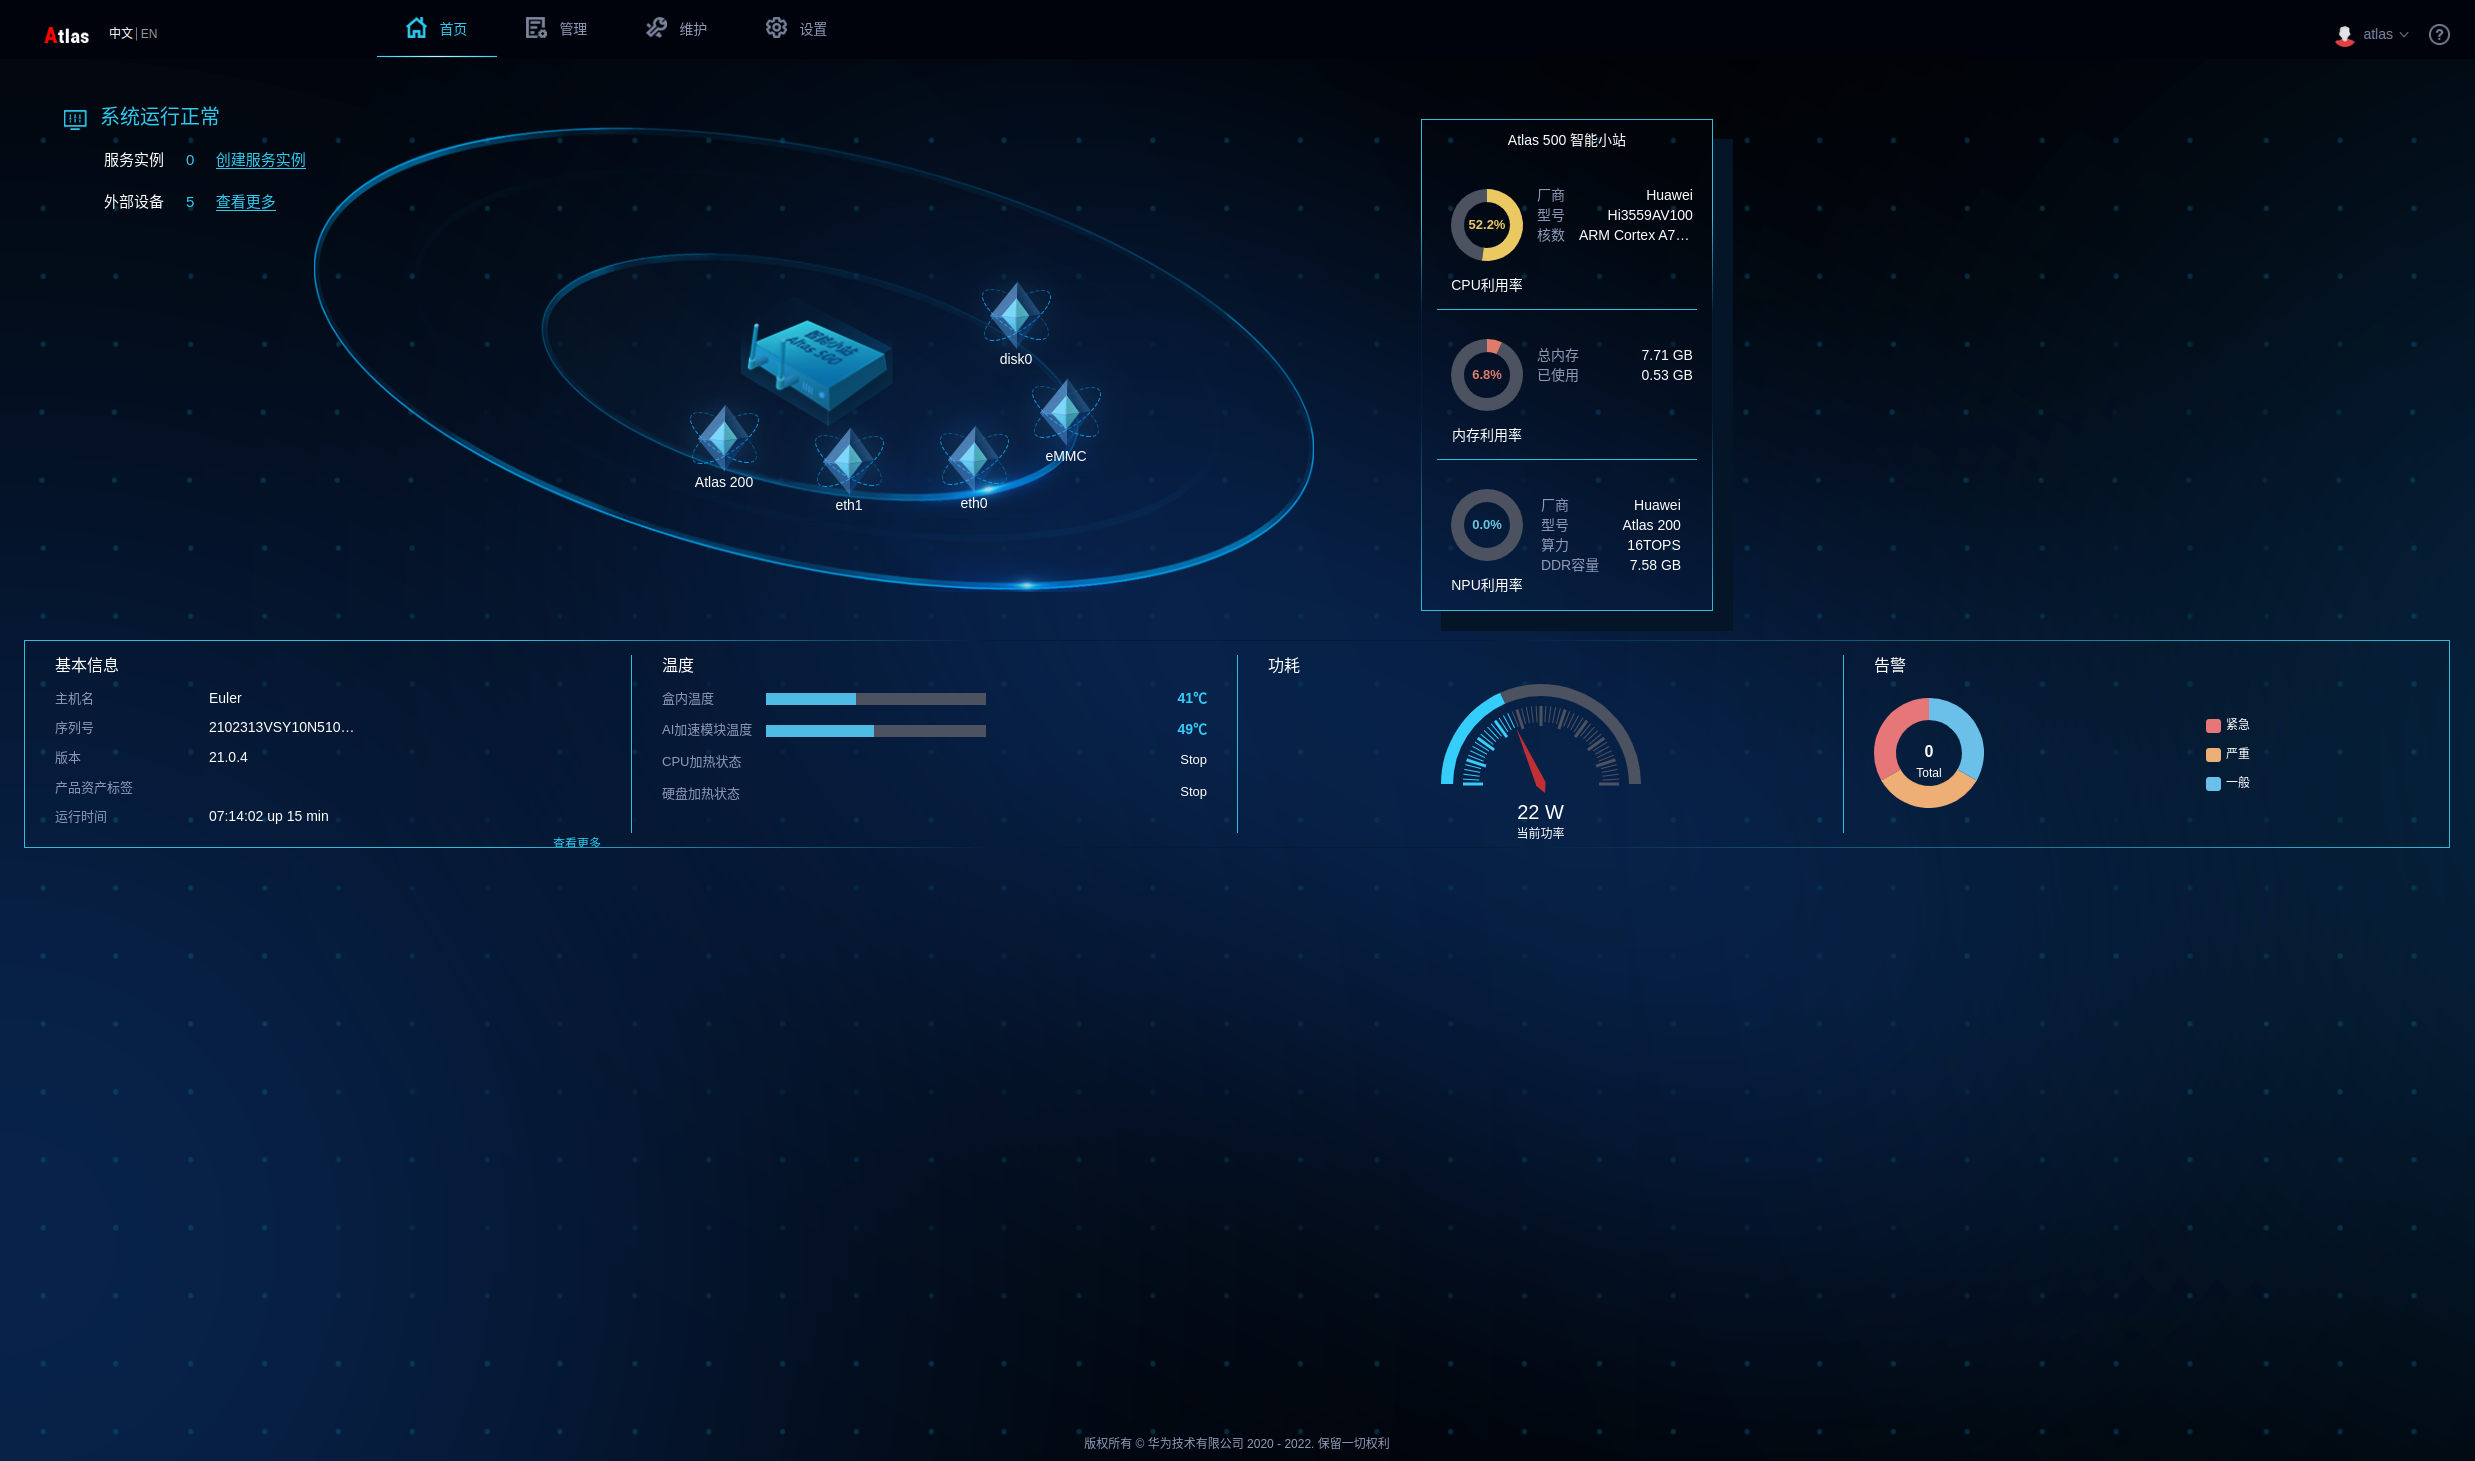 Atlas 中文 | EN 首页 管理 维护 设置 atlas ?
系统运行正常
服务实例 0 创建服务实例
外部设备 5 查看更多
智能小站
Atlas 500
disk0
eMMC
Atlas 200
eth1
eth0
Atlas 500 智能小站
52.2%
CPU利用率
厂商 Huawei
型号 Hi3559AV100
核数 ARM Cortex A7…
6.8%
内存利用率
总内存 7.71 GB
已使用 0.53 GB
0.0%
NPU利用率
厂商 Huawei
型号 Atlas 200
算力 16TOPS
DDR容量 7.58 GB
基本信息
主机名 Euler
序列号 2102313VSY10N510…
版本 21.0.4
产品资产标签
运行时间 07:14:02 up 15 min
查看更多
温度
盒内温度 41℃
AI加速模块温度 49℃
CPU加热状态 Stop
硬盘加热状态 Stop
功耗
22 W
当前功率
告警
0
Total
紧急
严重
一般
版权所有 © 华为技术有限公司 2020 - 2022. 保留一切权利